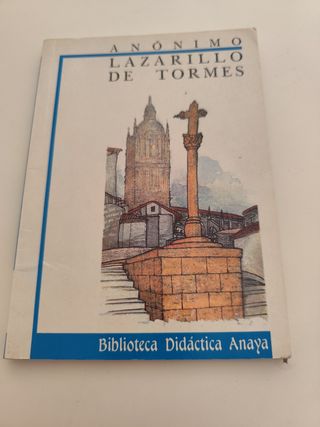 ANÓNIMO
LAZARILLO
DE TORMES
Biblioteca Didáctica Anaya